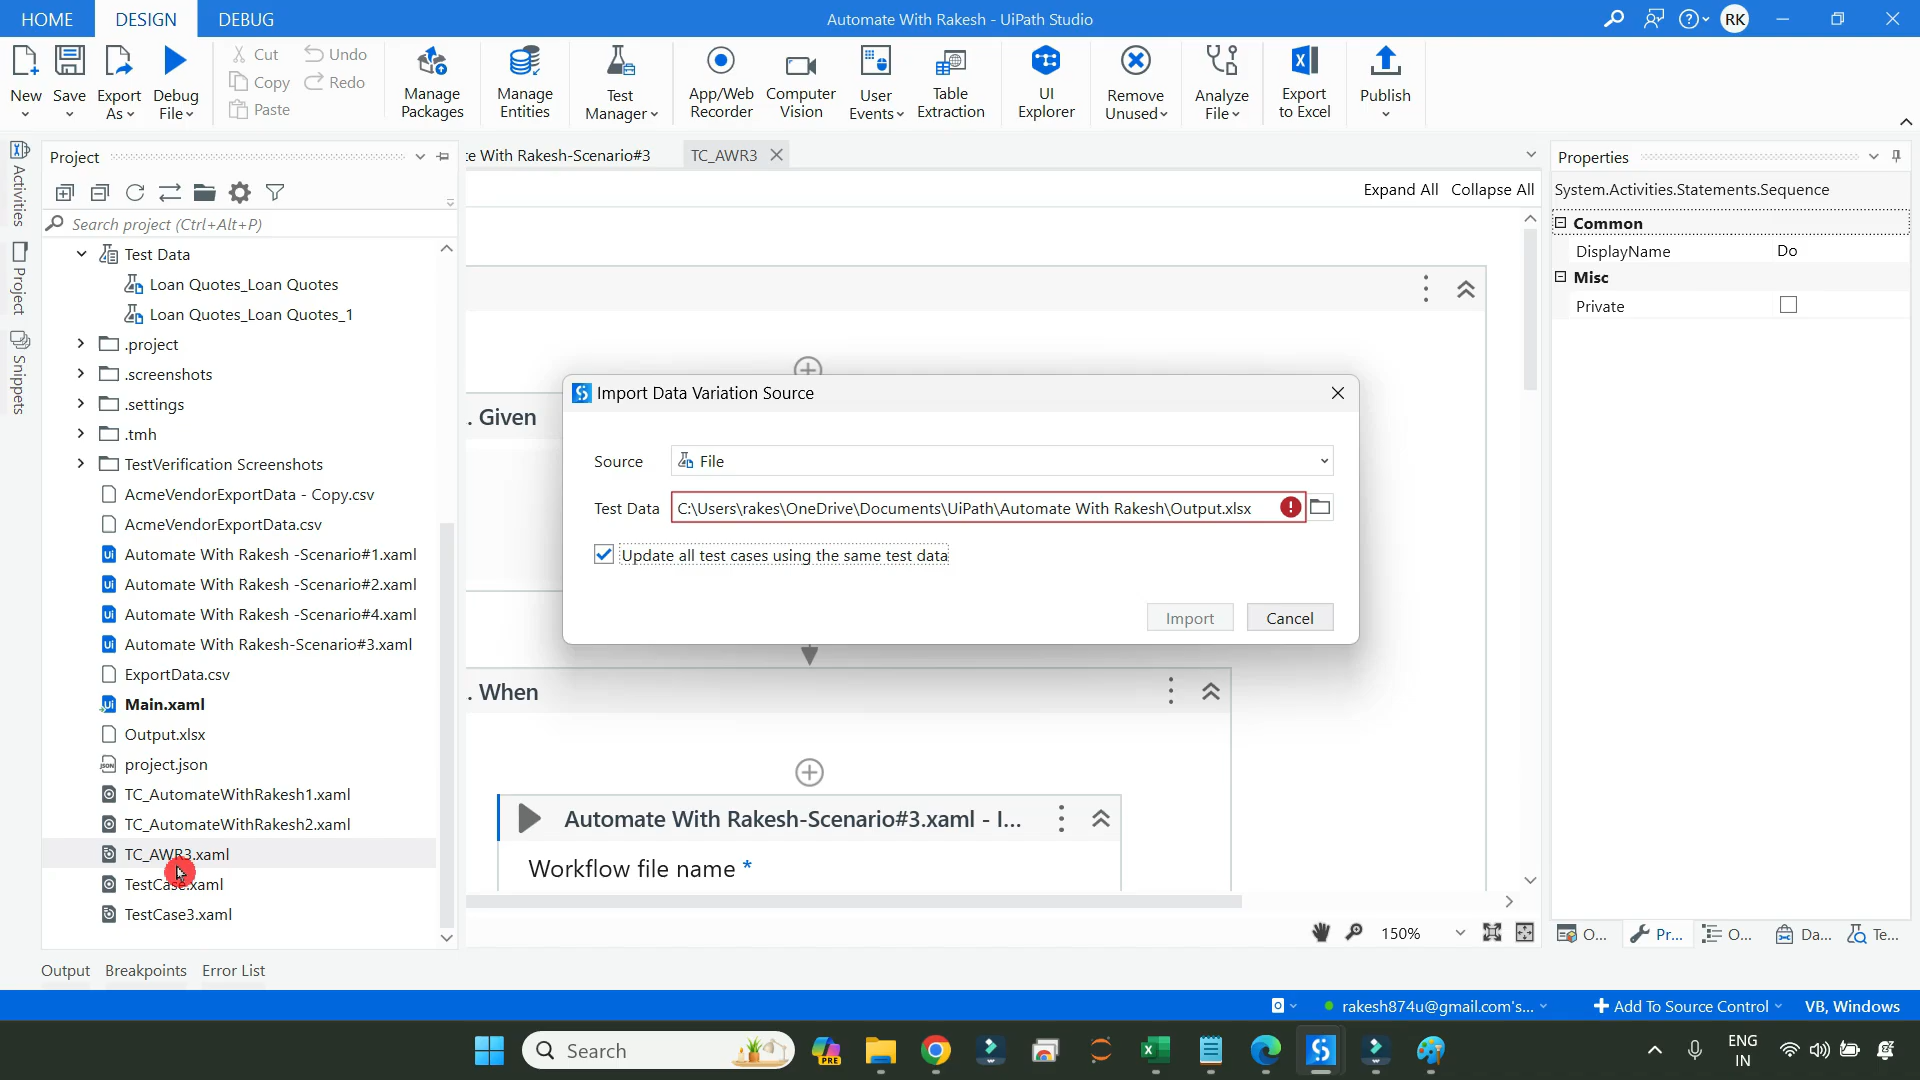 HOME DESIGN DEBUG Automate With Rakesh - UiPath Studio RK
New Save Export As Debug File
Cut Copy Paste Undo Redo
Manage Packages
Manage Entities
Test Manager
App/Web Recorder
Computer Vision
User Events
Table Extraction
UI Explorer
Remove Unused
Analyze File
Export to Excel
Publish
Activities
Project
Snippets
Project
Search project (Ctrl+Alt+P)
Test Data
Loan Quotes_Loan Quotes
Loan Quotes_Loan Quotes_1
.project
.screenshots
.settings
.tmh
TestVerification Screenshots
AcmeVendorExportData - Copy.csv
AcmeVendorExportData.csv
Automate With Rakesh -Scenario#1.xaml
Automate With Rakesh -Scenario#2.xaml
Automate With Rakesh -Scenario#4.xaml
Automate With Rakesh-Scenario#3.xaml
ExportData.csv
Main.xaml
Output.xlsx
project.json
TC_AutomateWithRakesh1.xaml
TC_AutomateWithRakesh2.xaml
TC_AWR3.xaml
TestCase.xaml
TestCase3.xaml
te With Rakesh-Scenario#3 TC_AWR3
Expand All Collapse All
. Given
Import Data Variation Source
Source File
Test Data C:\Users\rakes\OneDrive\Documents\UiPath\Automate With Rakesh\Output.xlsx
Update all test cases using the same test data
Import Cancel
. When
Automate With Rakesh-Scenario#3.xaml - I...
Workflow file name *
150%
Properties
System.Activities.Statements.Sequence
Common
DisplayName Do
Misc
Private
O... Pr... O... Da... Te...
Output Breakpoints Error List
rakesh874u@gmail.com's... Add To Source Control VB, Windows
Search
PRE
ENG
IN